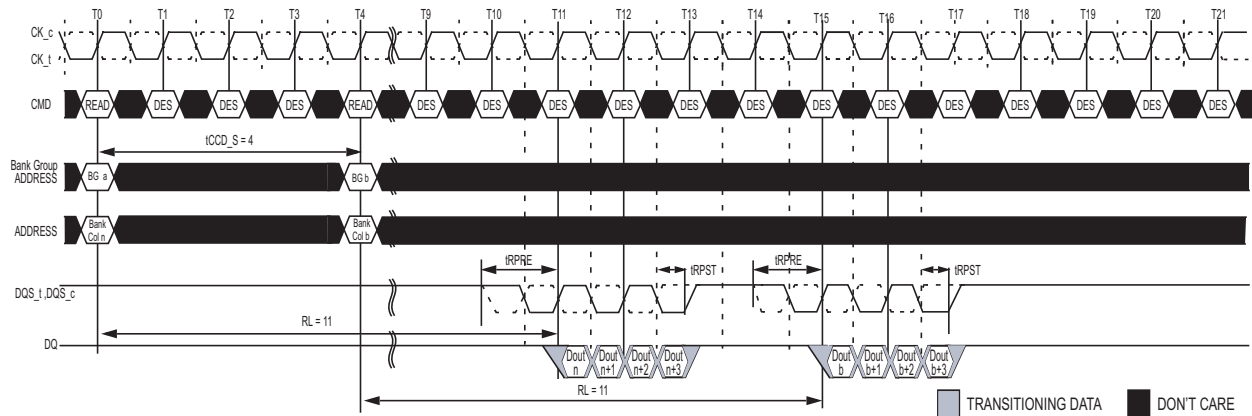 T0 T1 T2 T3 T4 T9 T10 T11 T12 T13 T14 T15 T16 T17 T18 T19 T20 T21
CK_c
CK_t
CMD READ DES DES DES READ DES DES DES DES DES DES DES DES DES DES DES DES DES
tCCD_S = 4
Bank Group
ADDRESS BG a BG b
ADDRESS
Bank
Col n
Bank
Col b
tRPRE tRPST tRPRE tRPST
DQS_t ,DQS_c
RL = 11
DQ
Dout
n
Dout
n+1
Dout
n+2
Dout
n+3
Dout
b
Dout
b+1
Dout
b+2
Dout
b+3
RL = 11
TRANSITIONING DATA DON'T CARE